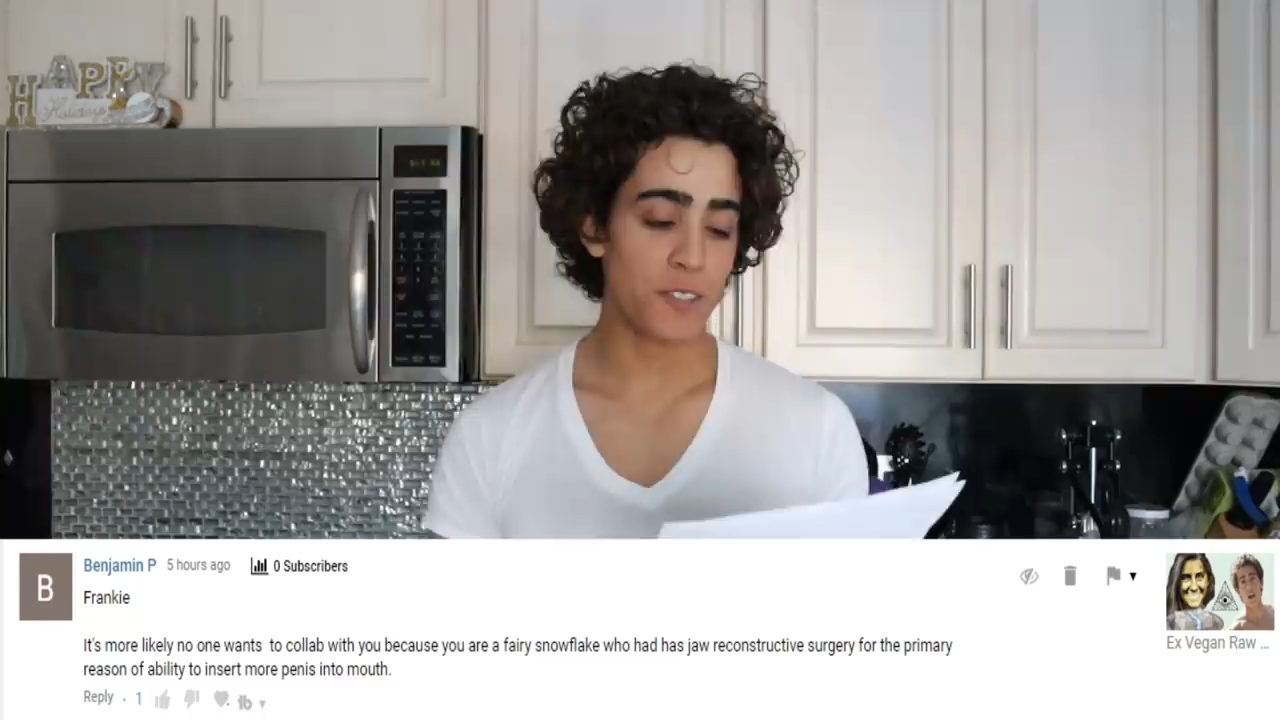 HAPPY
Holidays
Benjamin P 5 hours ago 0 Subscribers
Frankie
It's more likely no one wants  to collab with you because you are a fairy snowflake who had has jaw reconstructive surgery for the primary
reason of ability to insert more penis into mouth.
Reply . 1
Ex Vegan Raw ...